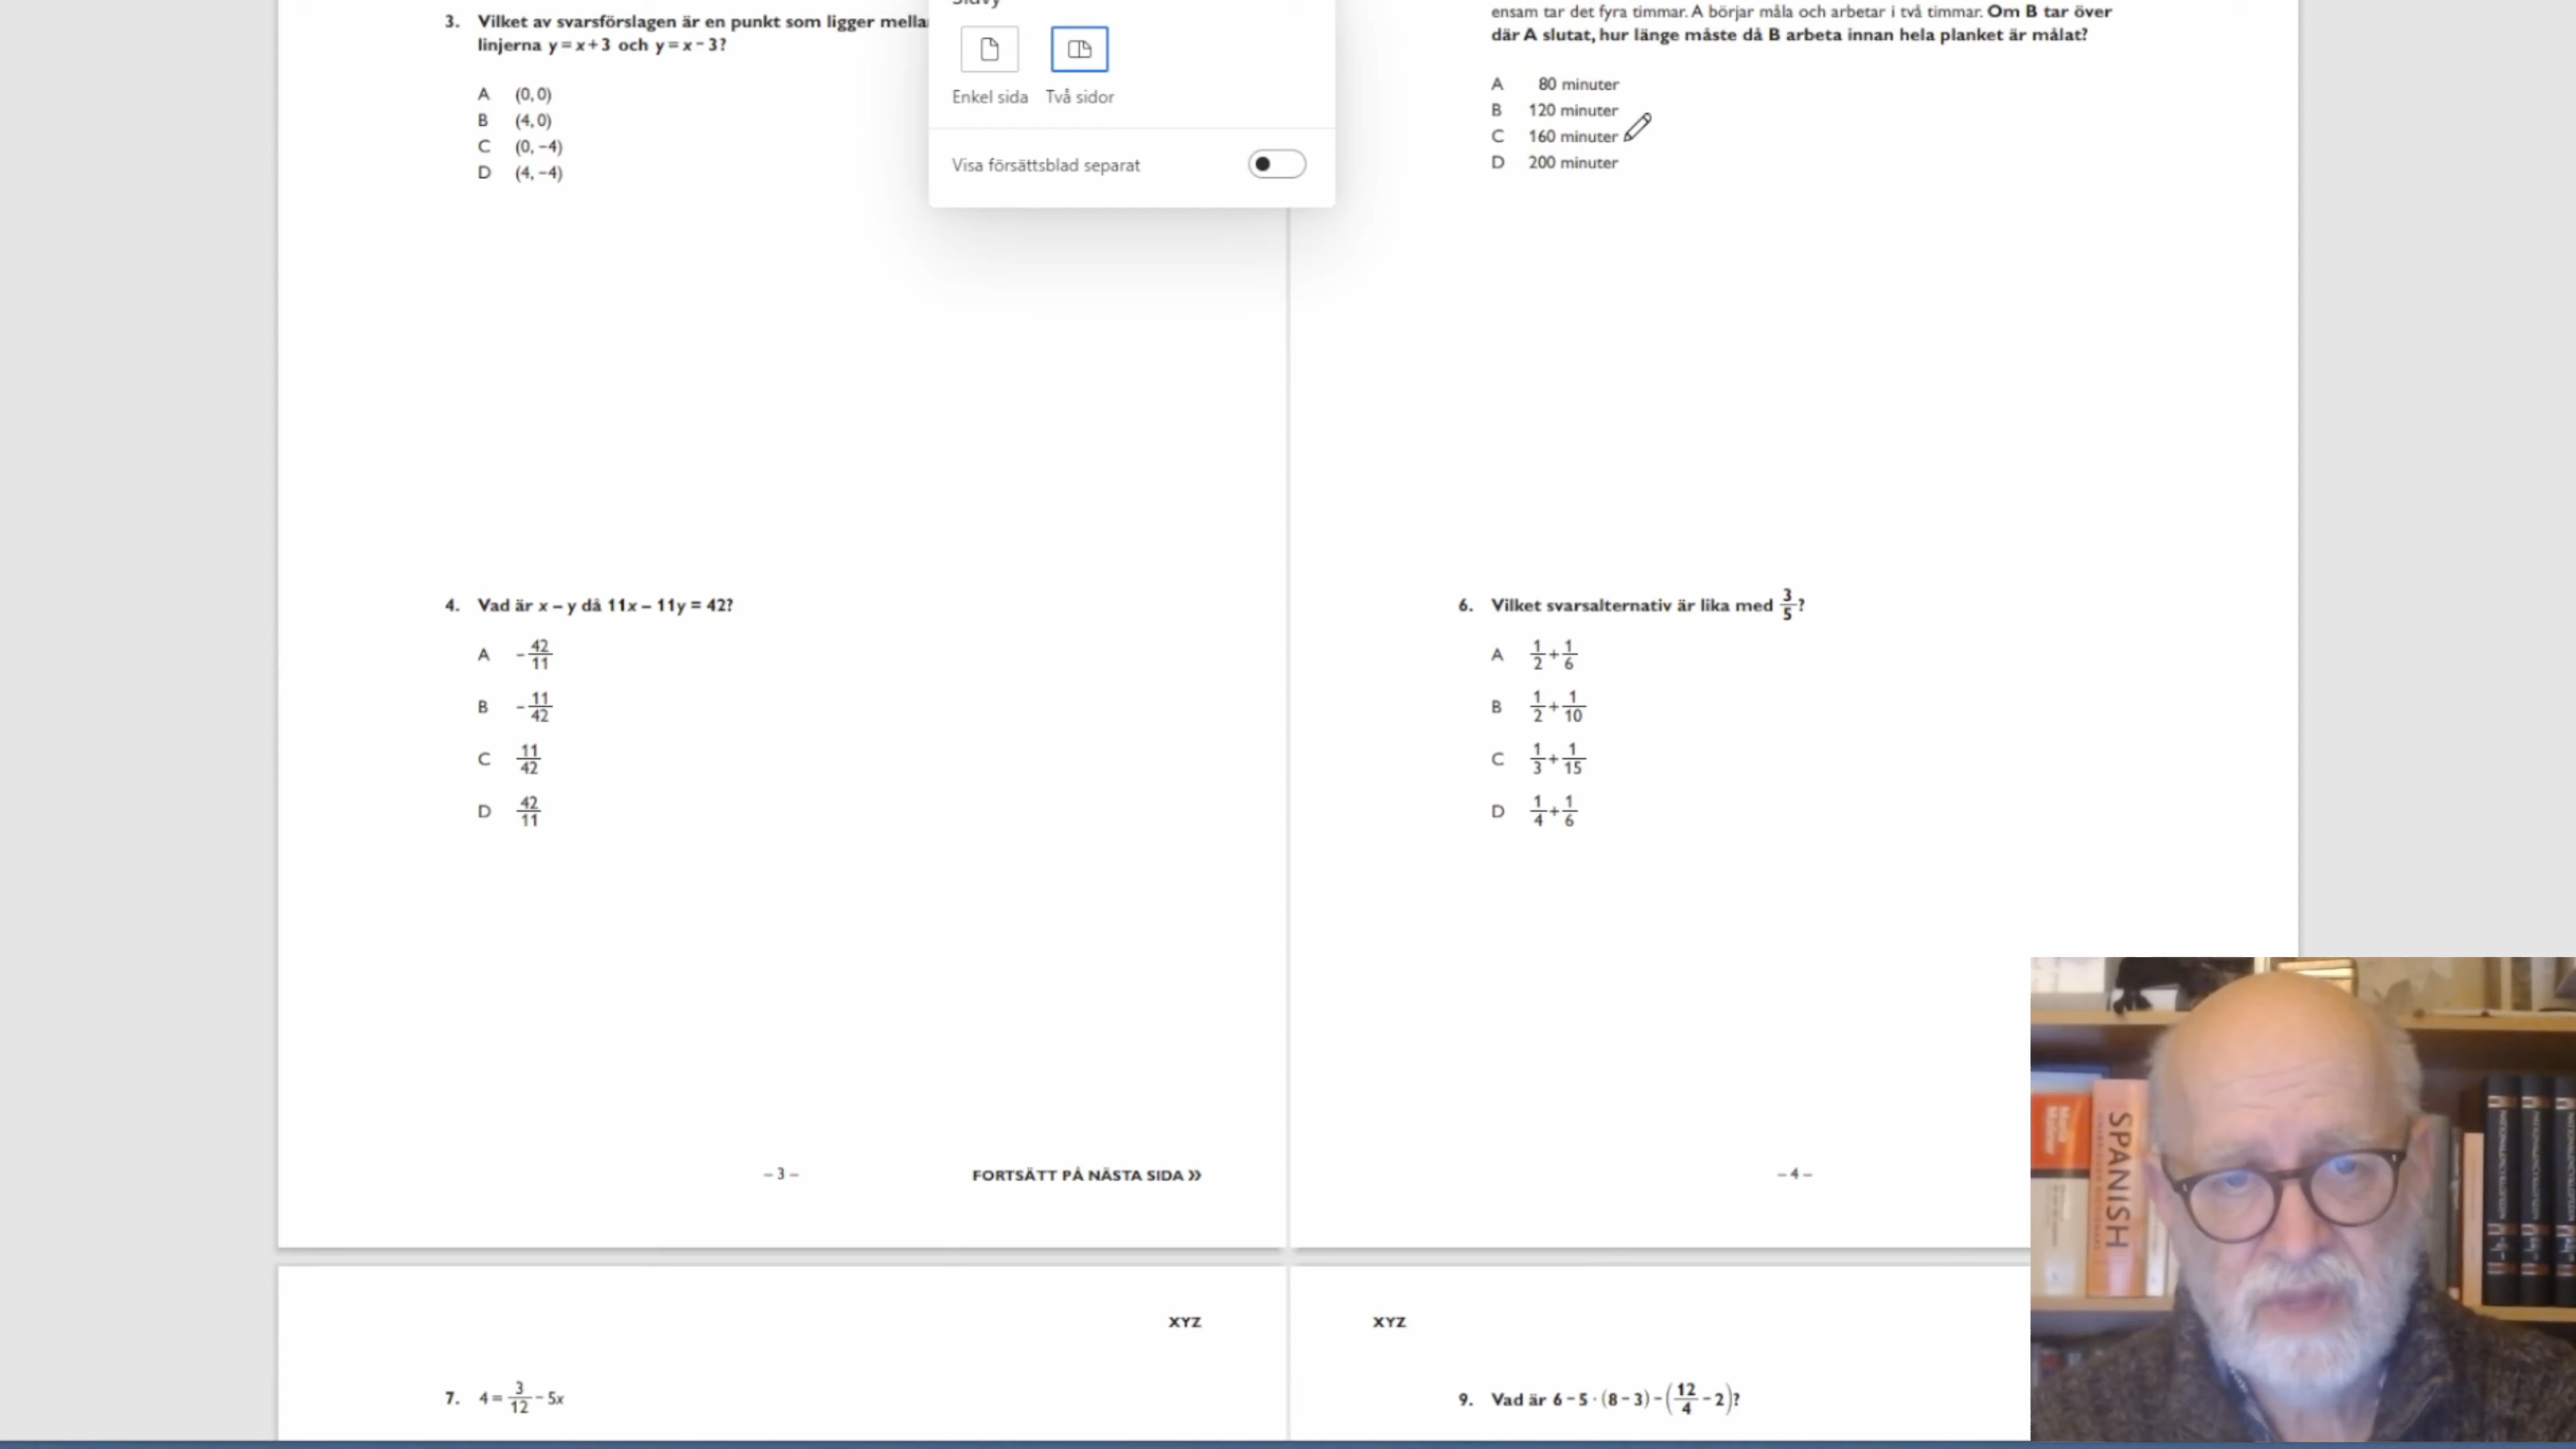 3. Vilket av svarsförslagen är en punkt som ligger
linjerna y = x + 3 och y = x − 3?
A (0, 0)
B (4, 0)
C (0, −4)
D (4, −4)
4. Vad är x – y då 11x – 11y = 42?
A −42/11
B −11/42
C 11/42
D 42/11
– 3 –
FORTSÄTT PÅ NÄSTA SIDA »
Enkel sida Två sidor
Visa försättsblad separat
ensam tar det fyra timmar. A börjar måla och arbetar i två timmar. Om B tar över
där A slutat, hur länge måste då B arbeta innan hela planket är målat?
A 80 minuter
B 120 minuter
C 160 minuter
D 200 minuter
6. Vilket svarsalternativ är lika med 3/5?
A 1/2 + 1/6
B 1/2 + 1/10
C 1/3 + 1/15
D 1/4 + 1/6
– 4 –
XYZ
7. 4 = 3/12 − 5x
XYZ
9. Vad är 6 − 5 · (8 − 3) − (12/4 − 2)?
SPANISH